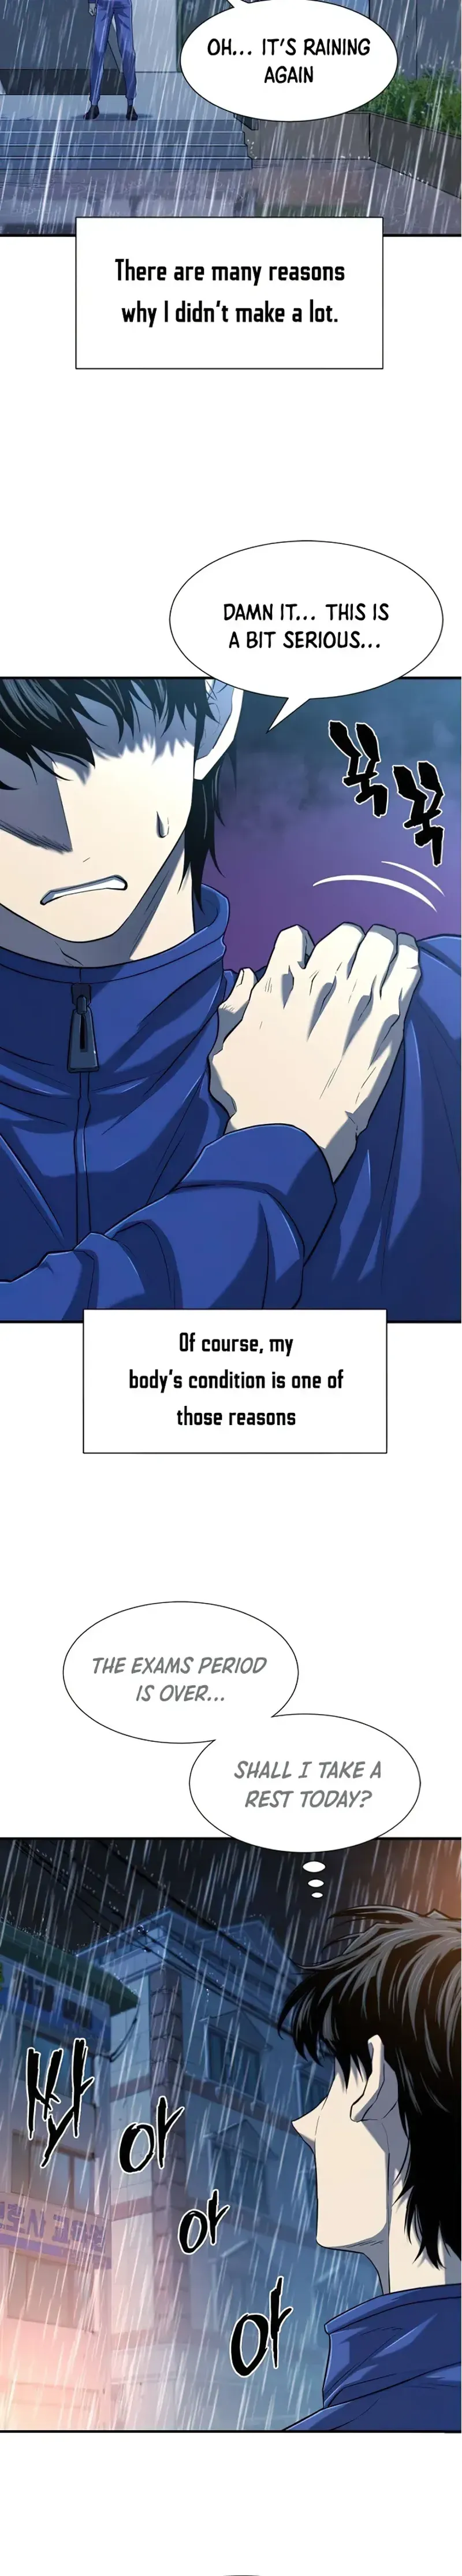 OH... IT'S RAINING
AGAIN
There are many reasons
why I didn't make a lot.
DAMN IT... THIS IS
A BIT SERIOUS...
꾹
꾹
Of course, my
body's condition is one of
those reasons
THE EXAMS PERIOD
IS OVER...
SHALL I TAKE A
REST TODAY?
쏴
아
아
아